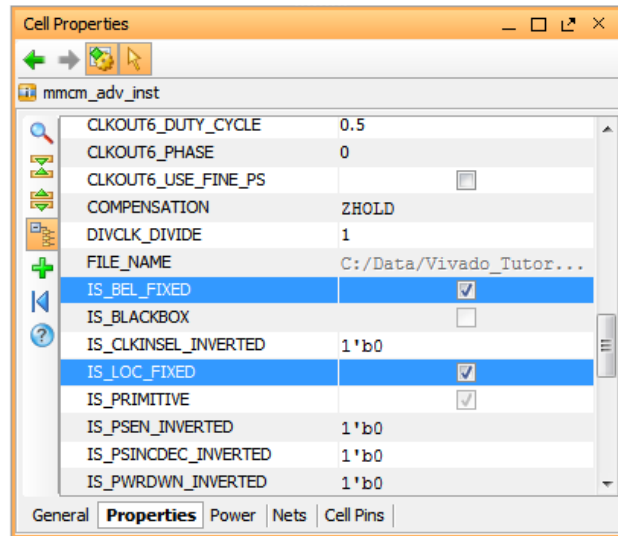 Cell Properties
mmcm_adv_inst
CLKOUT6_DUTY_CYCLE 0.5
CLKOUT6_PHASE 0
CLKOUT6_USE_FINE_PS
COMPENSATION ZHOLD
DIVCLK_DIVIDE 1
FILE_NAME C:/Data/Vivado_Tutor...
IS_BEL_FIXED
IS_BLACKBOX
IS_CLKINSEL_INVERTED 1'b0
IS_LOC_FIXED
IS_PRIMITIVE
IS_PSEN_INVERTED 1'b0
IS_PSINCDEC_INVERTED 1'b0
IS_PWRDWN_INVERTED 1'b0
General Properties Power Nets Cell Pins